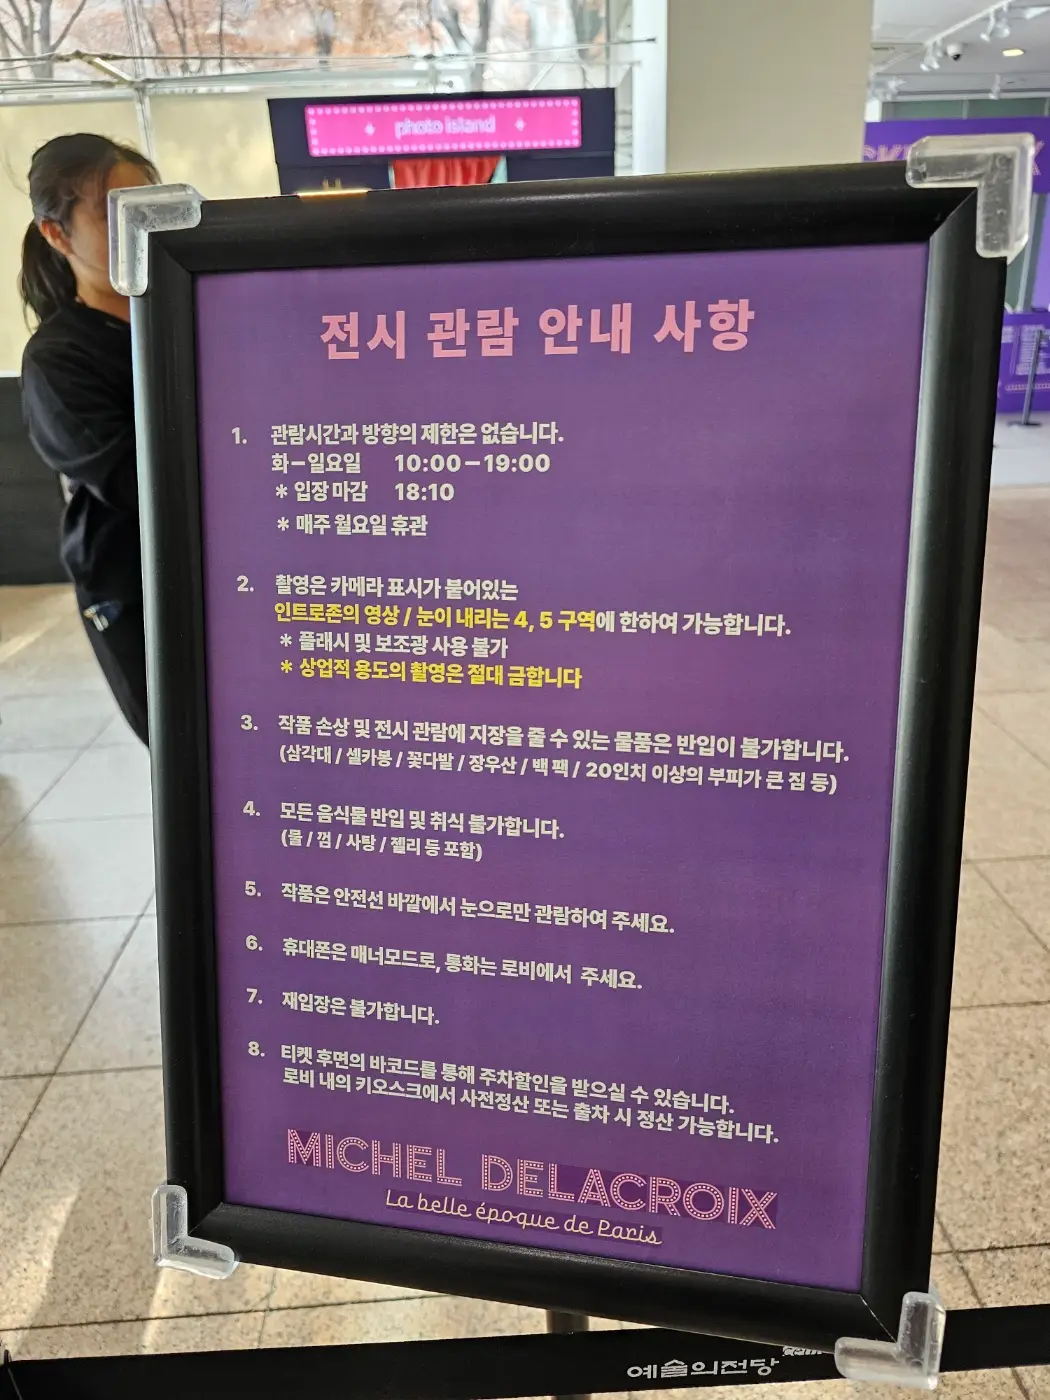 photo island
전시 관람 안내 사항
1. 관람시간과 방향의 제한은 없습니다.
화－일요일 10:00－19:00
* 입장 마감 18:10
* 매주 월요일 휴관
2. 촬영은 카메라 표시가 붙어있는
인트로존의 영상 / 눈이 내리는 4, 5 구역에 한하여 가능합니다.
* 플래시 및 보조광 사용 불가
* 상업적 용도의 촬영은 절대 금합니다
3. 작품 손상 및 전시 관람에 지장을 줄 수 있는 물품은 반입이 불가합니다.
(삼각대 / 셀카봉 / 꽃다발 / 장우산 / 백 팩 / 20인치 이상의 부피가 큰 짐 등)
4. 모든 음식물 반입 및 취식 불가합니다.
(물 / 껌 / 사탕 / 젤리 등 포함)
5. 작품은 안전선 바깥에서 눈으로만 관람하여 주세요.
6. 휴대폰은 매너모드로, 통화는 로비에서 주세요.
7. 재입장은 불가합니다.
8. 티켓 후면의 바코드를 통해 주차할인을 받으실 수 있습니다.
로비 내의 키오스크에서 사전정산 또는 출차 시 정산 가능합니다.
MICHEL DELACROIX
La belle époque de Paris
예술의전당